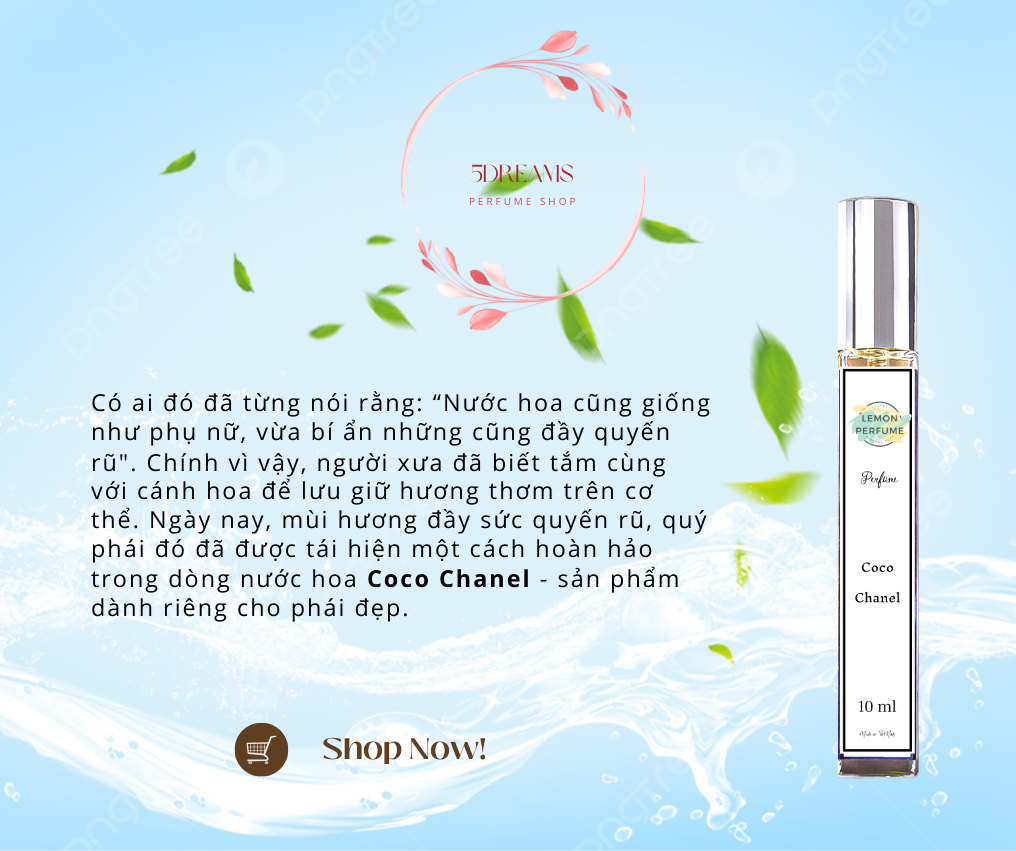 5DREAMS
PERFUME SHOP
Có ai đó đã từng nói rằng: “Nước hoa cũng giống
như phụ nữ, vừa bí ẩn những cũng đầy quyến
rũ". Chính vì vậy, người xưa đã biết tắm cùng
với cánh hoa để lưu giữ hương thơm trên cơ
thể. Ngày nay, mùi hương đầy sức quyến rũ, quý
phái đó đã được tái hiện một cách hoàn hảo
trong dòng nước hoa Coco Chanel - sản phẩm
dành riêng cho phái đẹp.
Shop Now!
LEMON
PERFUME
Perfume
Coco
Chanel
10 ml
pngtree
pngtree
pngtree
pngtree